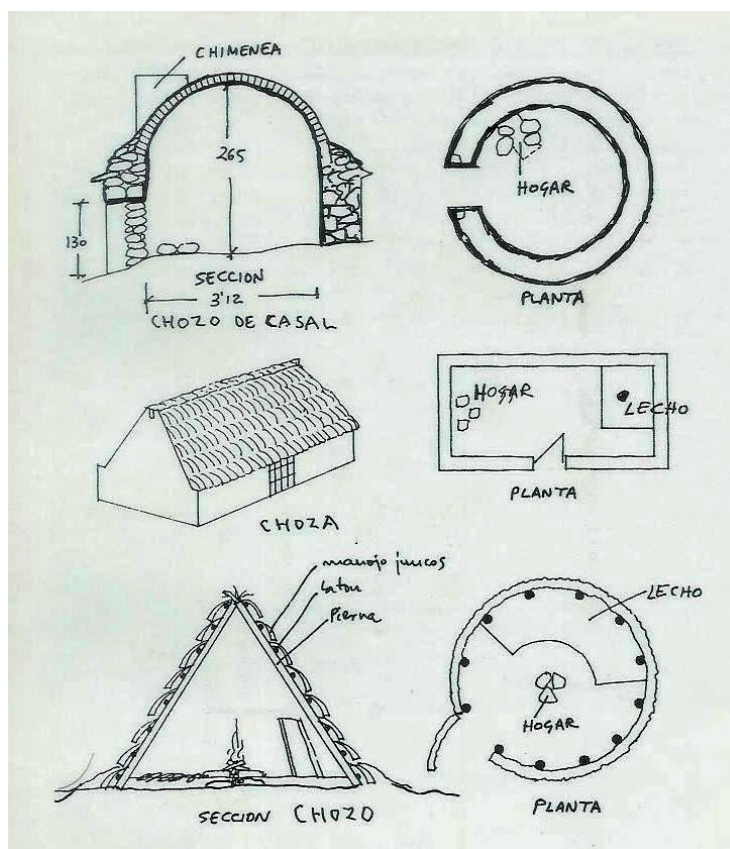 CHIMENEA
265
HOGAR
130
SECCION
3'12
CHOZO DE CASAL
PLANTA
HOGAR
LECHO
CHOZA
PLANTA
manojo juncos
Pierna
LECHO
HOGAR
SECCION CHOZO
PLANTA